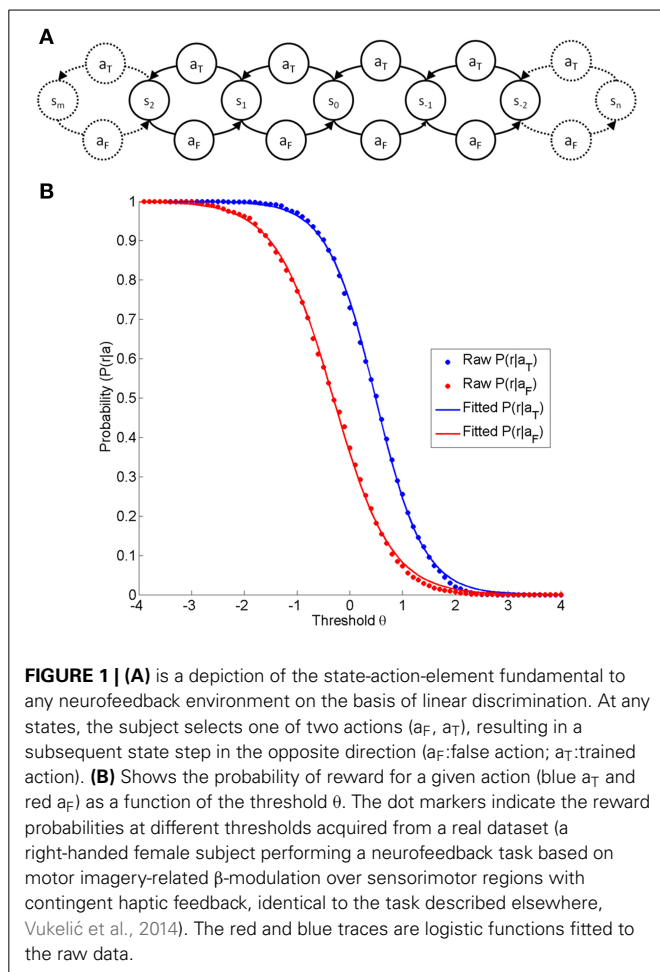 A
a_T a_T a_T a_T a_T a_T
s_m s_2 s_1 s_0 s_-1 s_-2 s_n
a_F a_F a_F a_F a_F a_F
B
1
0.9
0.8
0.7
0.6
0.5
0.4
0.3
0.2
0.1
0
Probability (P(r|a)
-4 -3 -2 -1 0 1 2 3 4
Threshold θ
Raw P(r|a_T)
Raw P(r|a_F)
Fitted P(r|a_T)
Fitted P(r|a_F)
FIGURE 1 | (A) is a depiction of the state-action-element fundamental to
any neurofeedback environment on the basis of linear discrimination. At any
states, the subject selects one of two actions (a_F, a_T), resulting in a
subsequent state step in the opposite direction (a_F:false action; a_T:trained
action). (B) Shows the probability of reward for a given action (blue a_T and
red a_F) as a function of the threshold θ. The dot markers indicate the reward
probabilities at different thresholds acquired from a real dataset (a
right-handed female subject performing a neurofeedback task based on
motor imagery-related β-modulation over sensorimotor regions with
contingent haptic feedback, identical to the task described elsewhere,
Vukelić et al., 2014). The red and blue traces are logistic functions fitted to
the raw data.